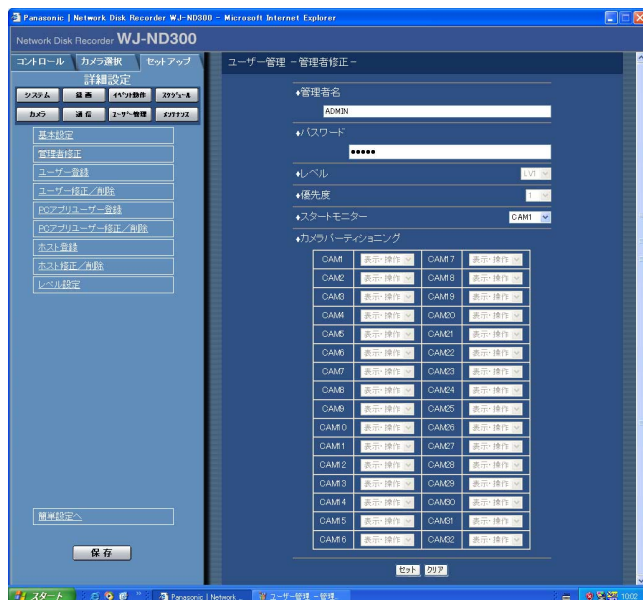 Panasonic | Network Disk Recorder WJ-ND300 - Microsoft Internet Explorer
Network Disk Recorder WJ-ND300
コントロール カメラ選択 セットアップ
詳細設定
システム 録画 イベント動作 スケジュール
カメラ 通信 ユーザー管理 メンテナンス
基本設定
管理者修正
ユーザー登録
ユーザー修正／削除
PCアプリユーザー登録
PCアプリユーザー修正／削除
ホスト登録
ホスト修正／削除
レベル設定
簡単設定へ
保存
ユーザー管理 －管理者修正－
♦管理者名
ADMIN
♦パスワード
●●●●●
♦レベル LV1
♦優先度 1
♦スタートモニター CAM1
♦カメラパーティショニング
CAM1 表示・操作 CAM17 表示・操作
CAM2 表示・操作 CAM18 表示・操作
CAM3 表示・操作 CAM19 表示・操作
CAM4 表示・操作 CAM20 表示・操作
CAM5 表示・操作 CAM21 表示・操作
CAM6 表示・操作 CAM22 表示・操作
CAM7 表示・操作 CAM23 表示・操作
CAM8 表示・操作 CAM24 表示・操作
CAM9 表示・操作 CAM25 表示・操作
CAM10 表示・操作 CAM26 表示・操作
CAM11 表示・操作 CAM27 表示・操作
CAM12 表示・操作 CAM28 表示・操作
CAM13 表示・操作 CAM29 表示・操作
CAM14 表示・操作 CAM30 表示・操作
CAM15 表示・操作 CAM31 表示・操作
CAM16 表示・操作 CAM32 表示・操作
セット クリア
スタート Panasonic | Network ... ユーザー管理 －管理... 10:02